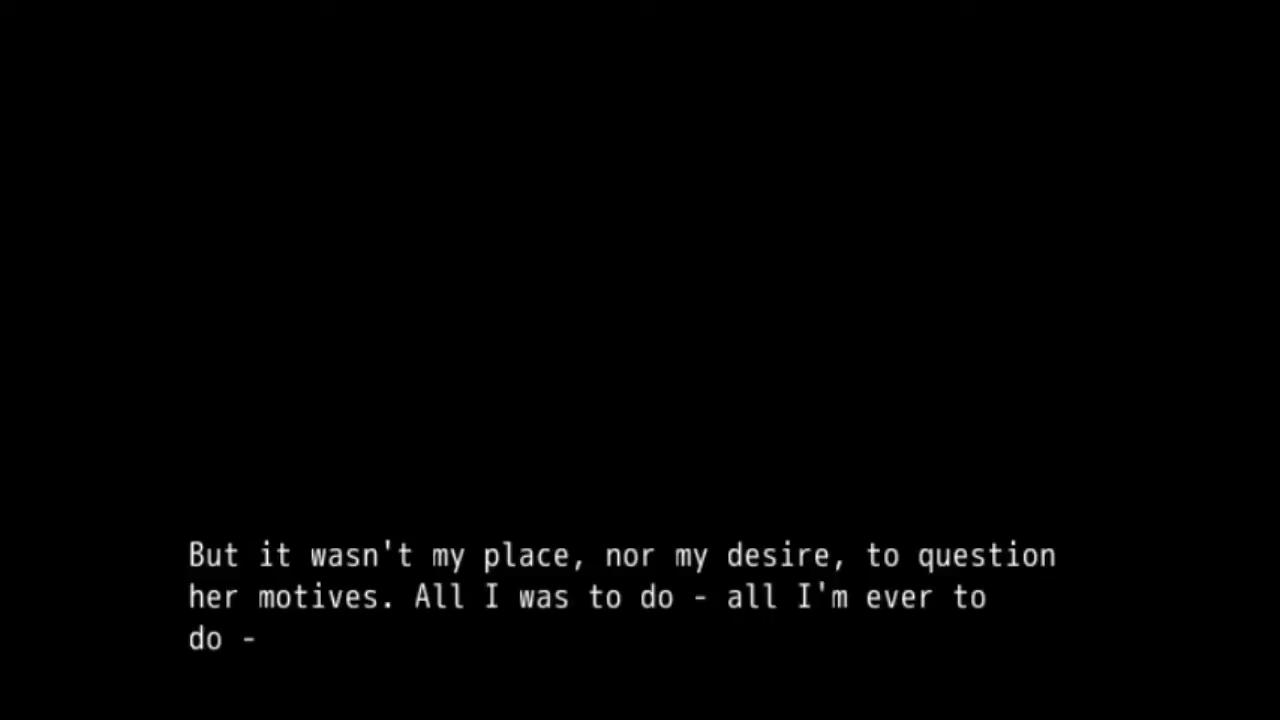 But it wasn't my place, nor my desire, to question
her motives. All I was to do - all I'm ever to
do -